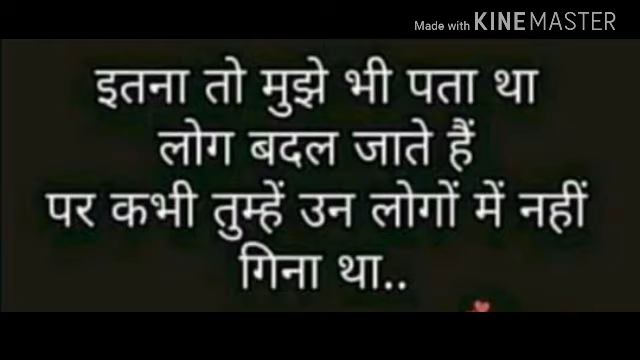 Made with KINEMASTER
इतना तो मुझे भी पता था
लोग बदल जाते हैं
पर कभी तुम्हें उन लोगों में नहीं
गिना था..